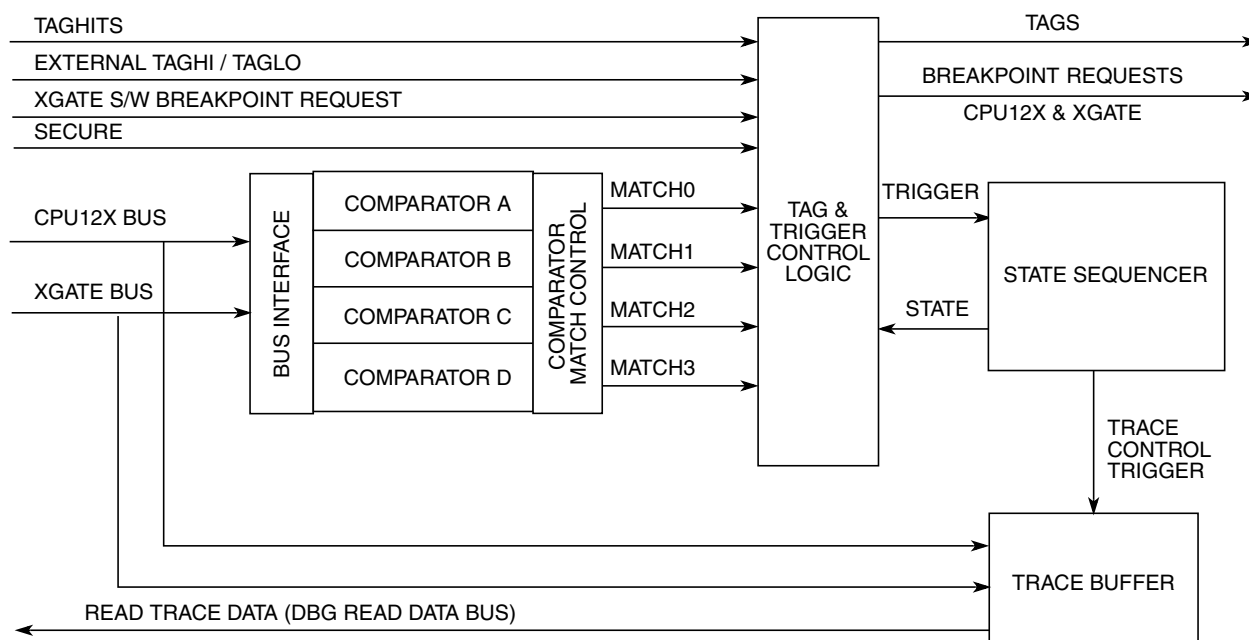 TAGHITS
EXTERNAL TAGHI / TAGLO
XGATE S/W BREAKPOINT REQUEST
SECURE
TAGS
BREAKPOINT REQUESTS
CPU12X & XGATE
CPU12X BUS
XGATE BUS
BUS INTERFACE
COMPARATOR A
COMPARATOR B
COMPARATOR C
COMPARATOR D
COMPARATOR
MATCH CONTROL
MATCH0
MATCH1
MATCH2
MATCH3
TAG &
TRIGGER
CONTROL
LOGIC
TRIGGER
STATE
STATE SEQUENCER
TRACE
CONTROL
TRIGGER
TRACE BUFFER
READ TRACE DATA (DBG READ DATA BUS)